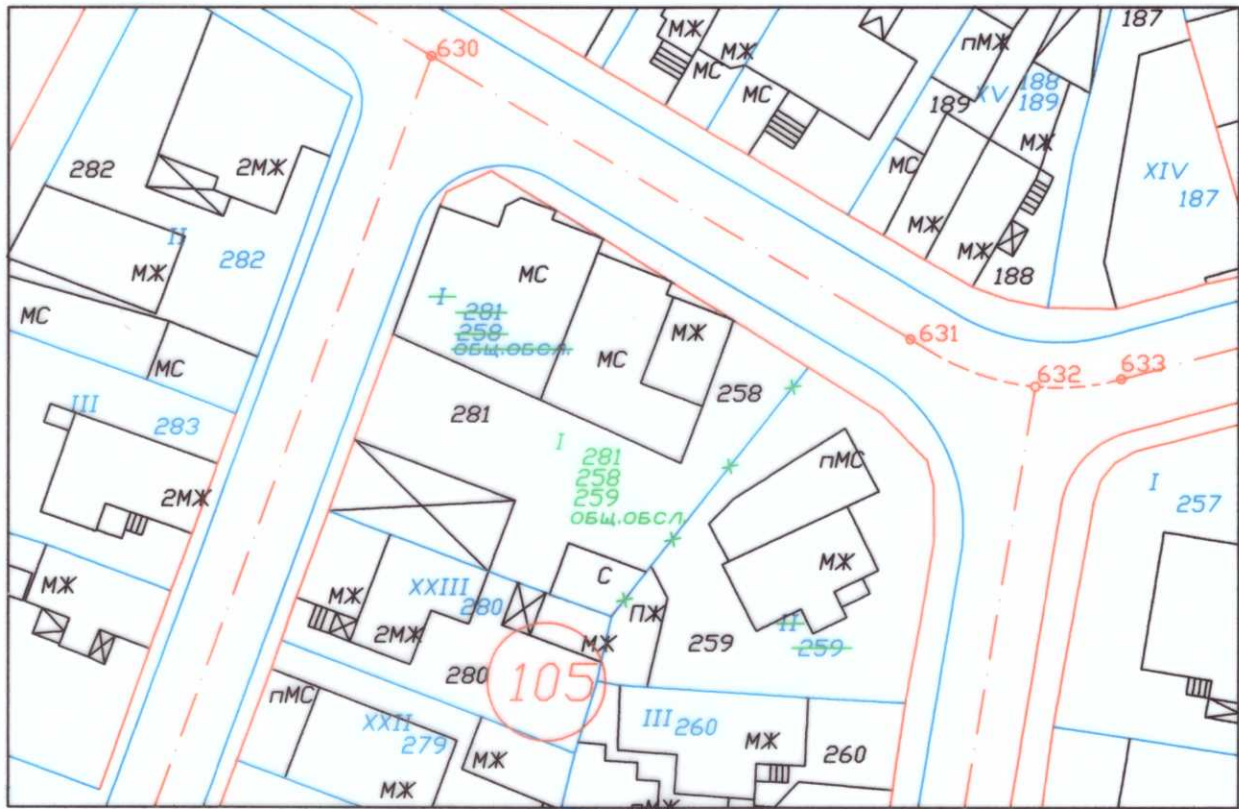 630
МЖ
МЖ
МС
МС
пМЖ
187
XV
188
189
189
МЖ
МС
XIV
187
МЖ
МЖ
188
282
2МЖ
II
282
МЖ
МС
МС
I
281
258
ОБЩ.ОБСЛ.
МС
МС
МЖ
631
632
633
III
283
2МЖ
281
258
I
281
258
259
ОБЩ.ОБСЛ.
пМС
МЖ
I
257
МЖ
МЖ
2МЖ
XXIII
280
С
ПЖ
МЖ
259
II
259
280
105
пМС
XXII
279
МЖ
МЖ
III 260
МЖ
260
пМЖ